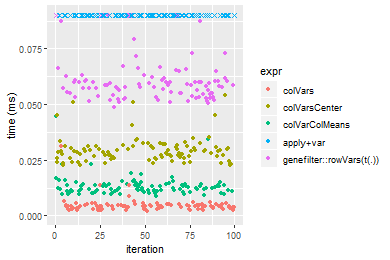 time (ms)
0.075
0.050
0.025
0.000
0
25
50
75
100
iteration
expr
colVars
colVarsCenter
colVarColMeans
apply+var
genefilter::rowVars(t(.))